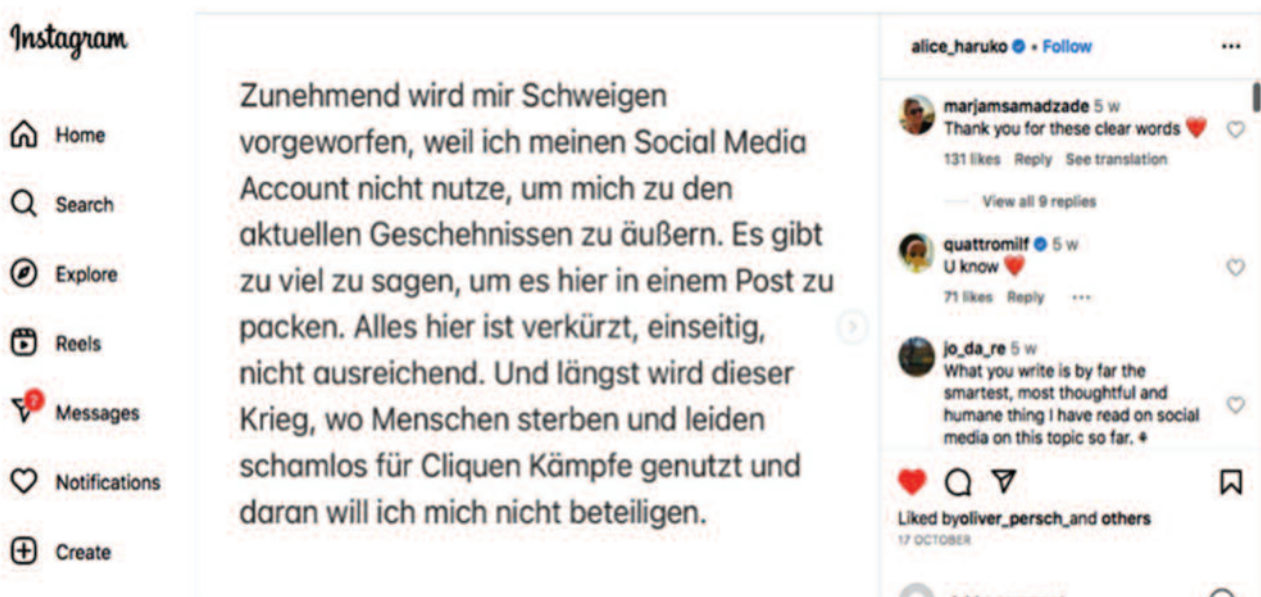 Instagram
Home
Search
Explore
Reels
2
Messages
Notifications
Create
Zunehmend wird mir Schweigen
vorgeworfen, weil ich meinen Social Media
Account nicht nutze, um mich zu den
aktuellen Geschehnissen zu äußern. Es gibt
zu viel zu sagen, um es hier in einem Post zu
packen. Alles hier ist verkürzt, einseitig,
nicht ausreichend. Und längst wird dieser
Krieg, wo Menschen sterben und leiden
schamlos für Cliquen Kämpfe genutzt und
daran will ich mich nicht beteiligen.
alice_haruko • Follow
marjamsamadzade 5 w
Thank you for these clear words ❤️
131 likes Reply See translation
View all 9 replies
quattromilf 5 w
U know ❤️
71 likes Reply ...
jo_da_re 5 w
What you write is by far the
smartest, most thoughtful and
humane thing I have read on social
media on this topic so far.
Liked byoliver_persch_and others
17 OCTOBER